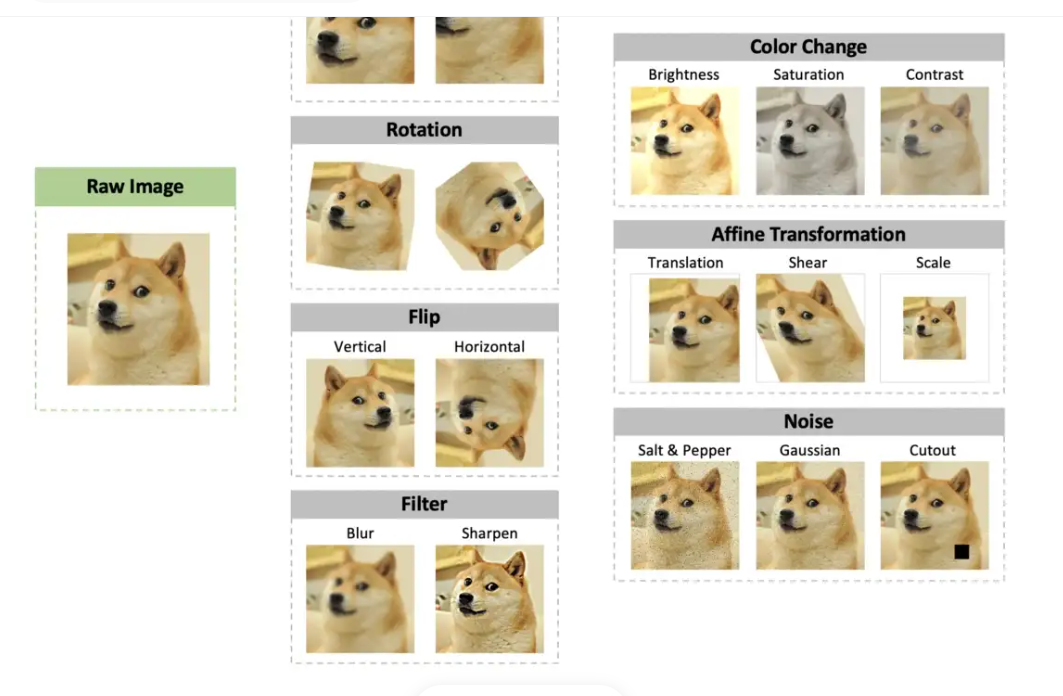 Raw Image
Rotation
Flip
Vertical Horizontal
Filter
Blur Sharpen
Color Change
Brightness Saturation Contrast
Affine Transformation
Translation Shear Scale
Noise
Salt & Pepper Gaussian Cutout